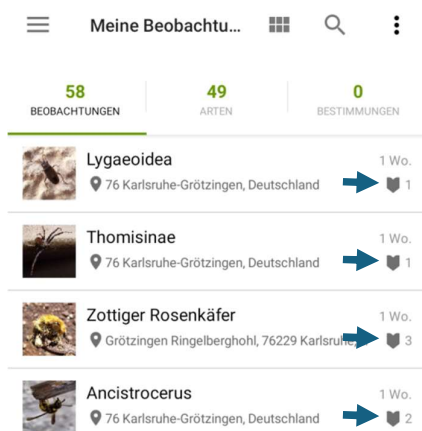 Meine Beobachtu...
58 49 0
BEOBACHTUNGEN ARTEN BESTIMMUNGEN
Lygaeoidea 1 Wo.
76 Karlsruhe-Grötzingen, Deutschland 1
Thomisinae 1 Wo.
76 Karlsruhe-Grötzingen, Deutschland 1
Zottiger Rosenkäfer 1 Wo.
Grötzingen Ringelberghohl, 76229 Karlsruhe, 3
Ancistrocerus 1 Wo.
76 Karlsruhe-Grötzingen, Deutschland 2